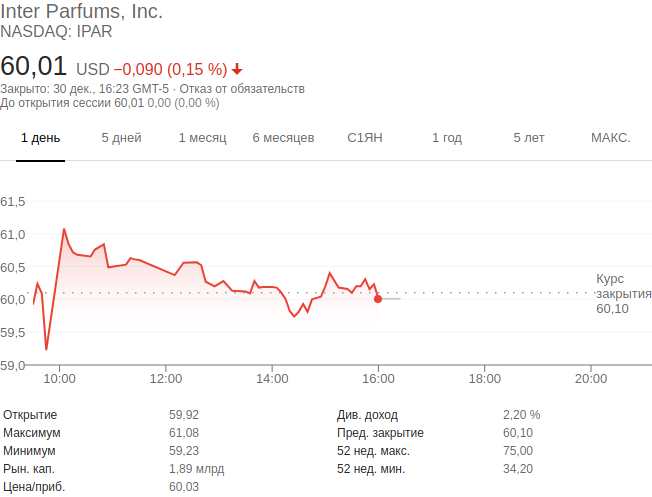 Inter Parfums, Inc.
NASDAQ: IPAR
60,01 USD −0,090 (0,15 %)
Закрыто: 30 дек., 16:23 GMT-5 · Отказ от обязательств
До открытия сессии 60,01 0,00 (0,00 %)
1 день 5 дней 1 месяц 6 месяцев С1ЯН 1 год 5 лет МАКС.
61,5
61,0
60,5
60,0
59,5
59,0
Курс
закрытия
60,10
10:00 12:00 14:00 16:00 18:00 20:00
Открытие 59,92 Див. доход 2,20 %
Максимум 61,08 Пред. закрытие 60,10
Минимум 59,23 52 нед. макс. 75,00
Рын. кап. 1,89 млрд 52 нед. мин. 34,20
Цена/приб. 60,03